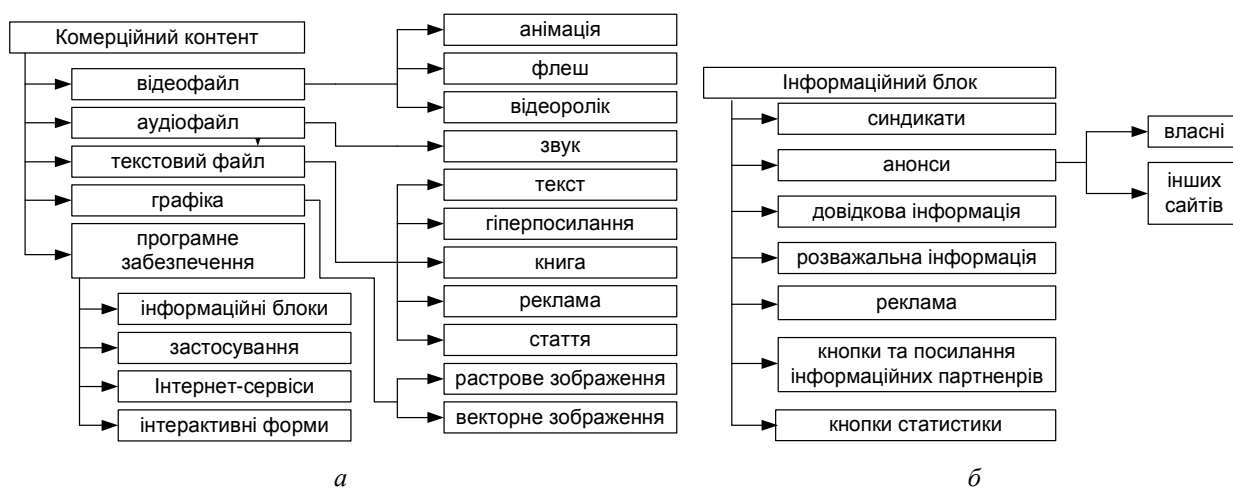 Комерційний контент
відеофайл
аудіофайл
текстовий файл
графіка
програмне
забезпечення
інформаційні блоки
застосування
Інтернет-сервіси
інтерактивні форми
анімація
флеш
відеоролік
звук
текст
гіперпосилання
книга
реклама
стаття
растрове зображення
векторне зображення
а
Інформаційний блок
синдикати
анонси
довідкова інформація
розважальна інформація
реклама
кнопки та посилання
інформаційних партненрів
кнопки статистики
власні
інших
сайтів
б